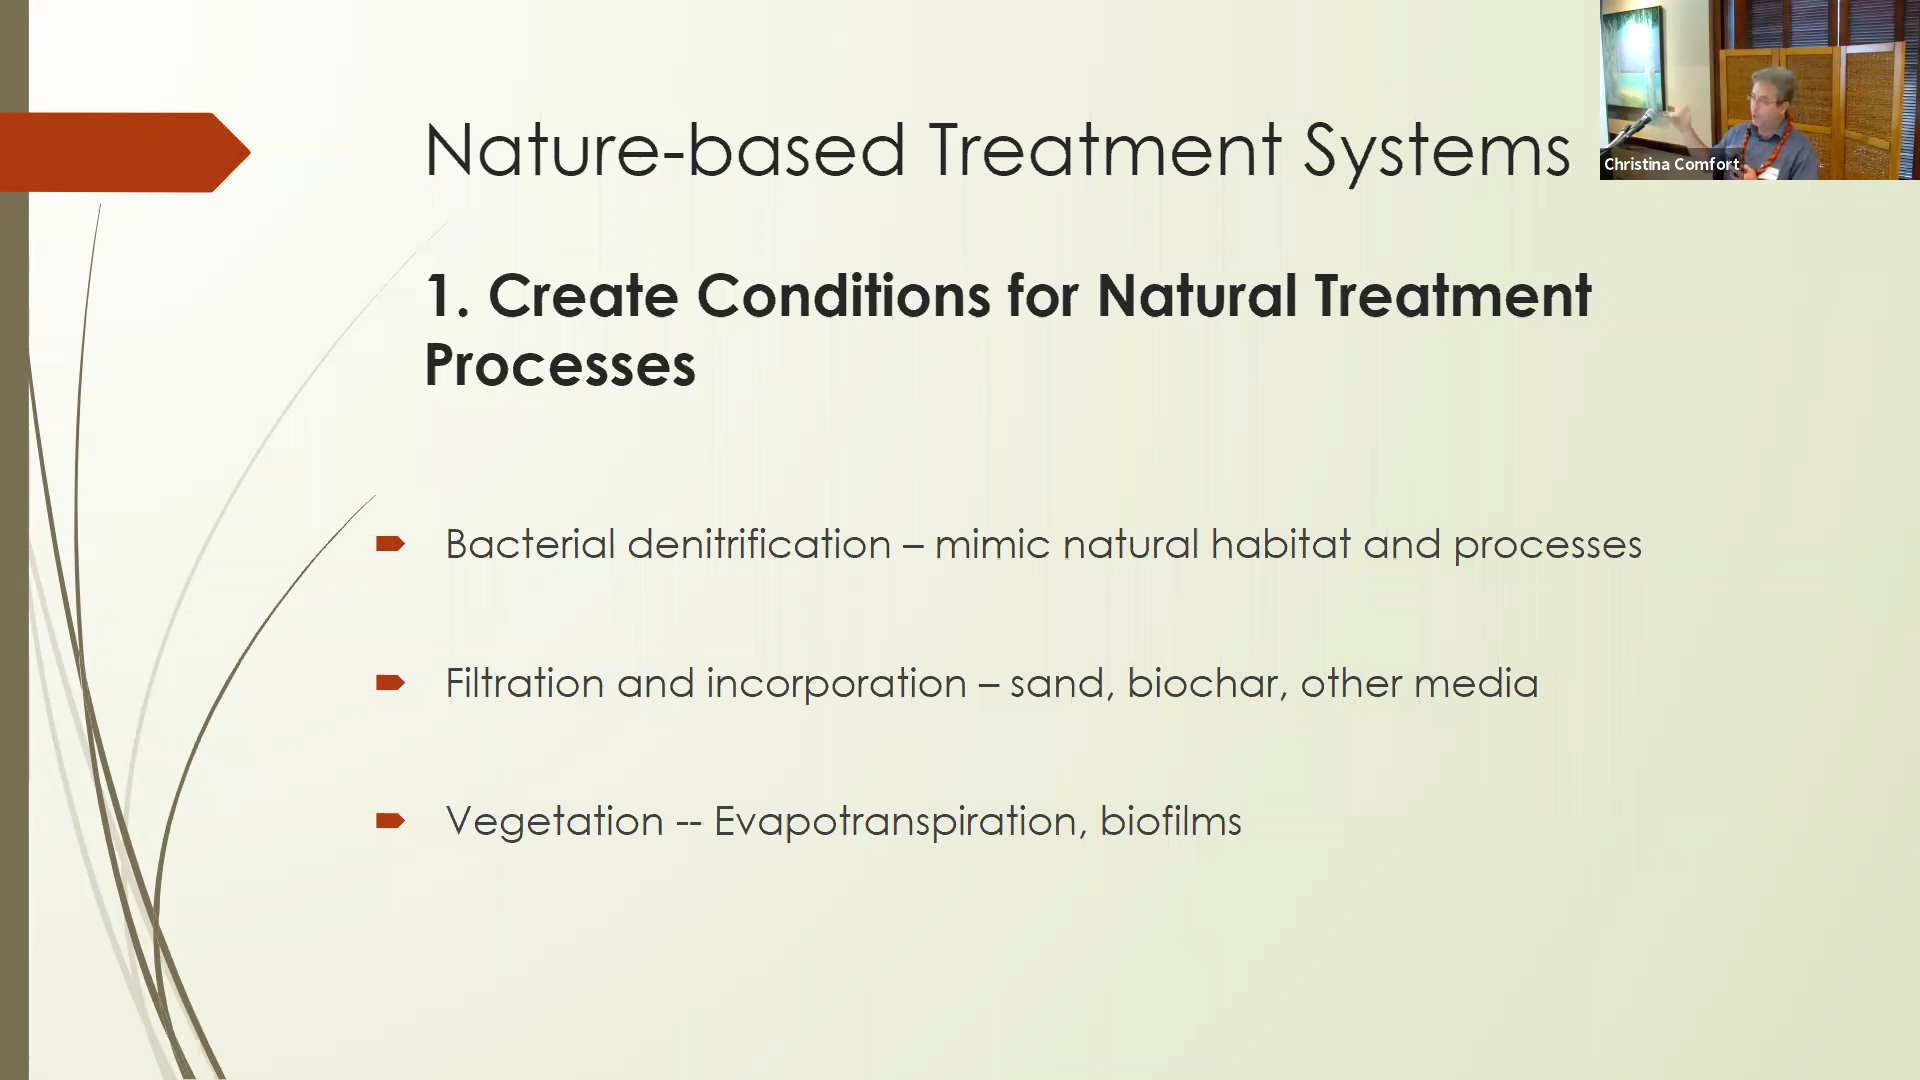 Nature-based Treatment Systems
Christina Comfort
1. Create Conditions for Natural Treatment
Processes
Bacterial denitrification – mimic natural habitat and processes
Filtration and incorporation – sand, biochar, other media
Vegetation -- Evapotranspiration, biofilms